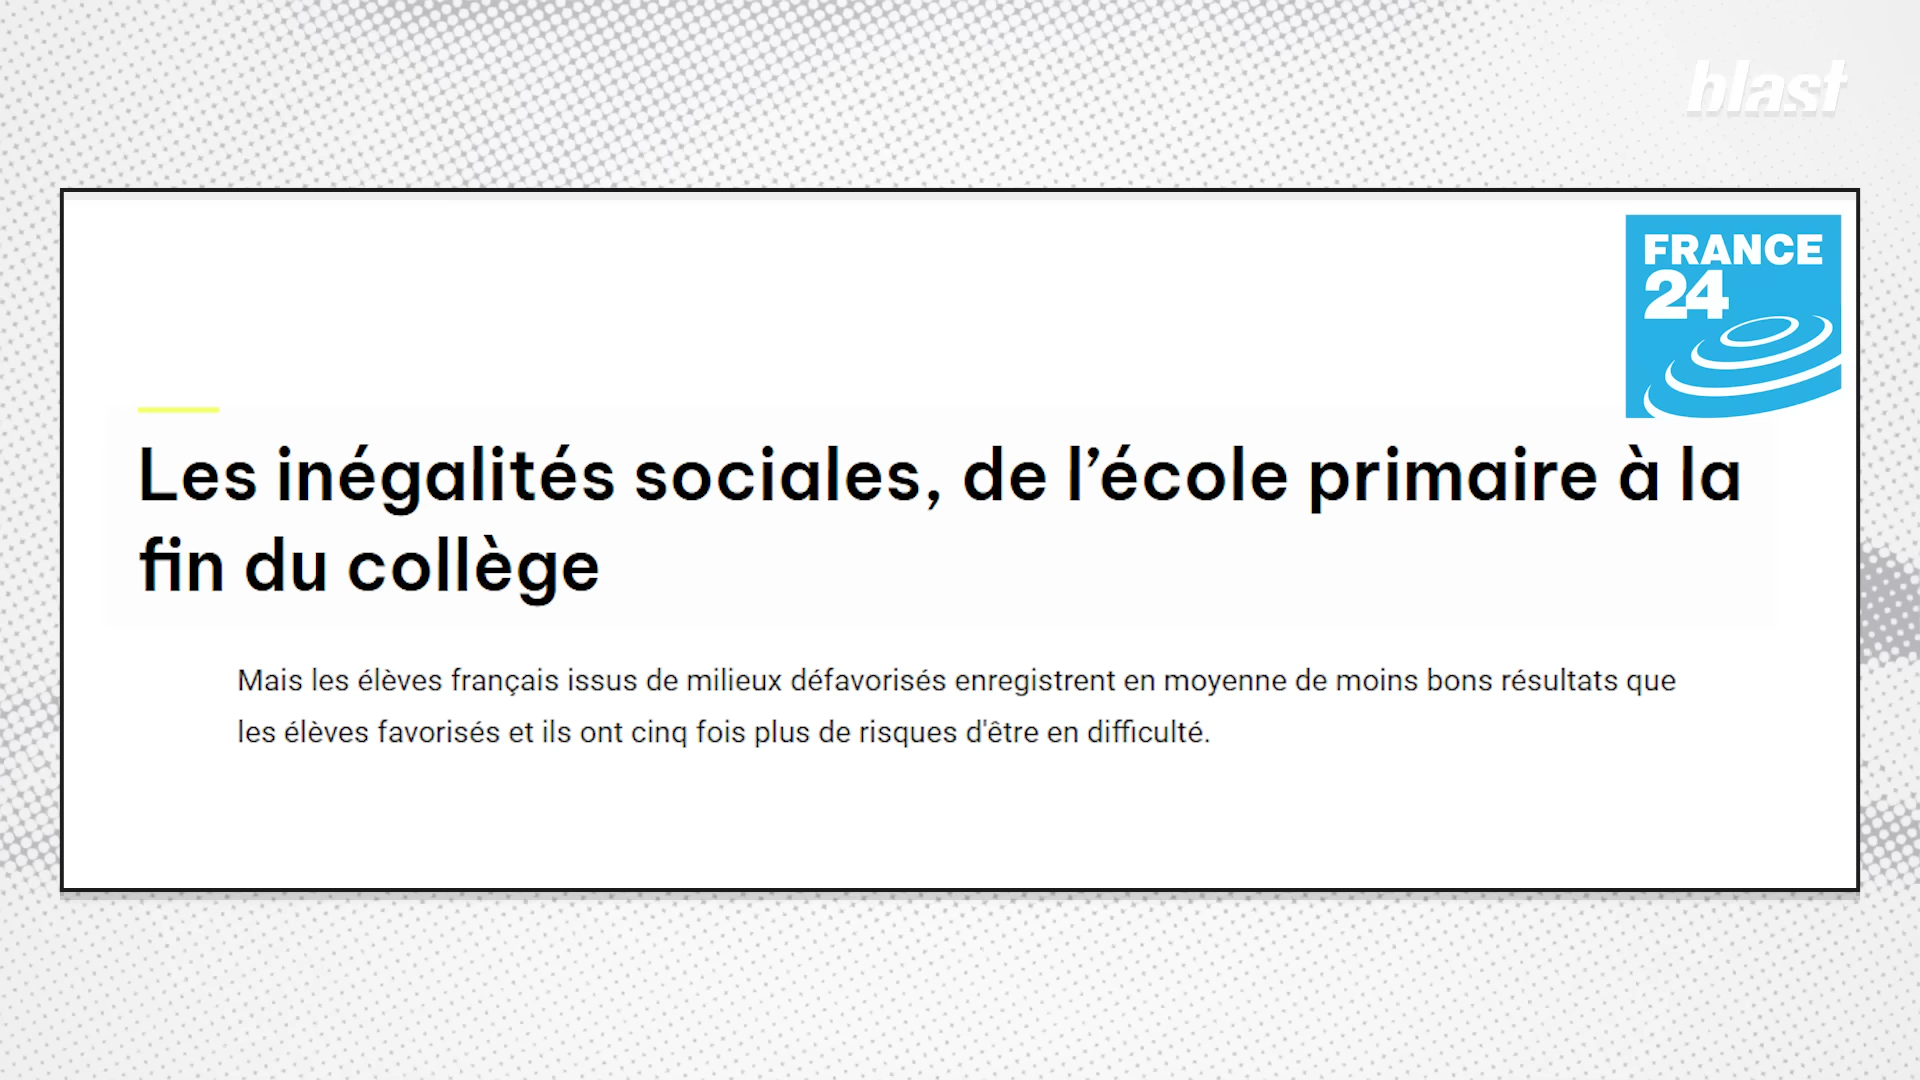 blast
FRANCE
24
Les inégalités sociales, de l’école primaire à la
fin du collège
Mais les élèves français issus de milieux défavorisés enregistrent en moyenne de moins bons résultats que
les élèves favorisés et ils ont cinq fois plus de risques d'être en difficulté.